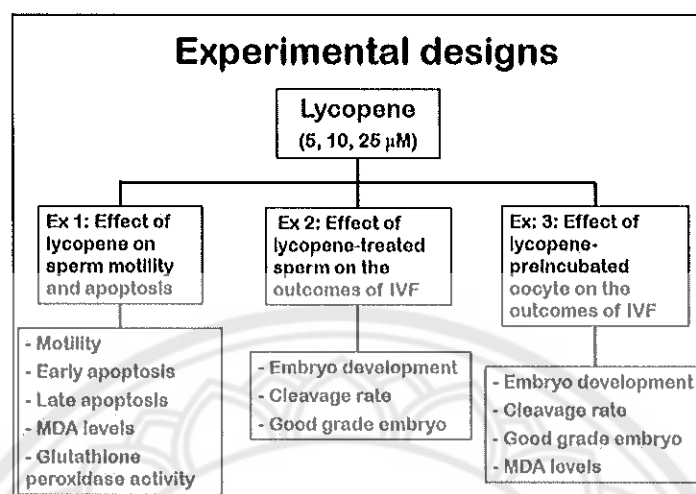 Experimental designs
Lycopene
(5, 10, 25 μM)
Ex 1: Effect of
lycopene on
sperm motility
and apoptosis
- Motility
- Early apoptosis
- Late apoptosis
- MDA levels
- Glutathione
peroxidase activity
Ex 2: Effect of
lycopene-treated
sperm on the
outcomes of IVF
- Embryo development
- Cleavage rate
- Good grade embryo
Ex: 3: Effect of
lycopene-
preincubated
oocyte on the
outcomes of IVF
- Embryo development
- Cleavage rate
- Good grade embryo
- MDA levels